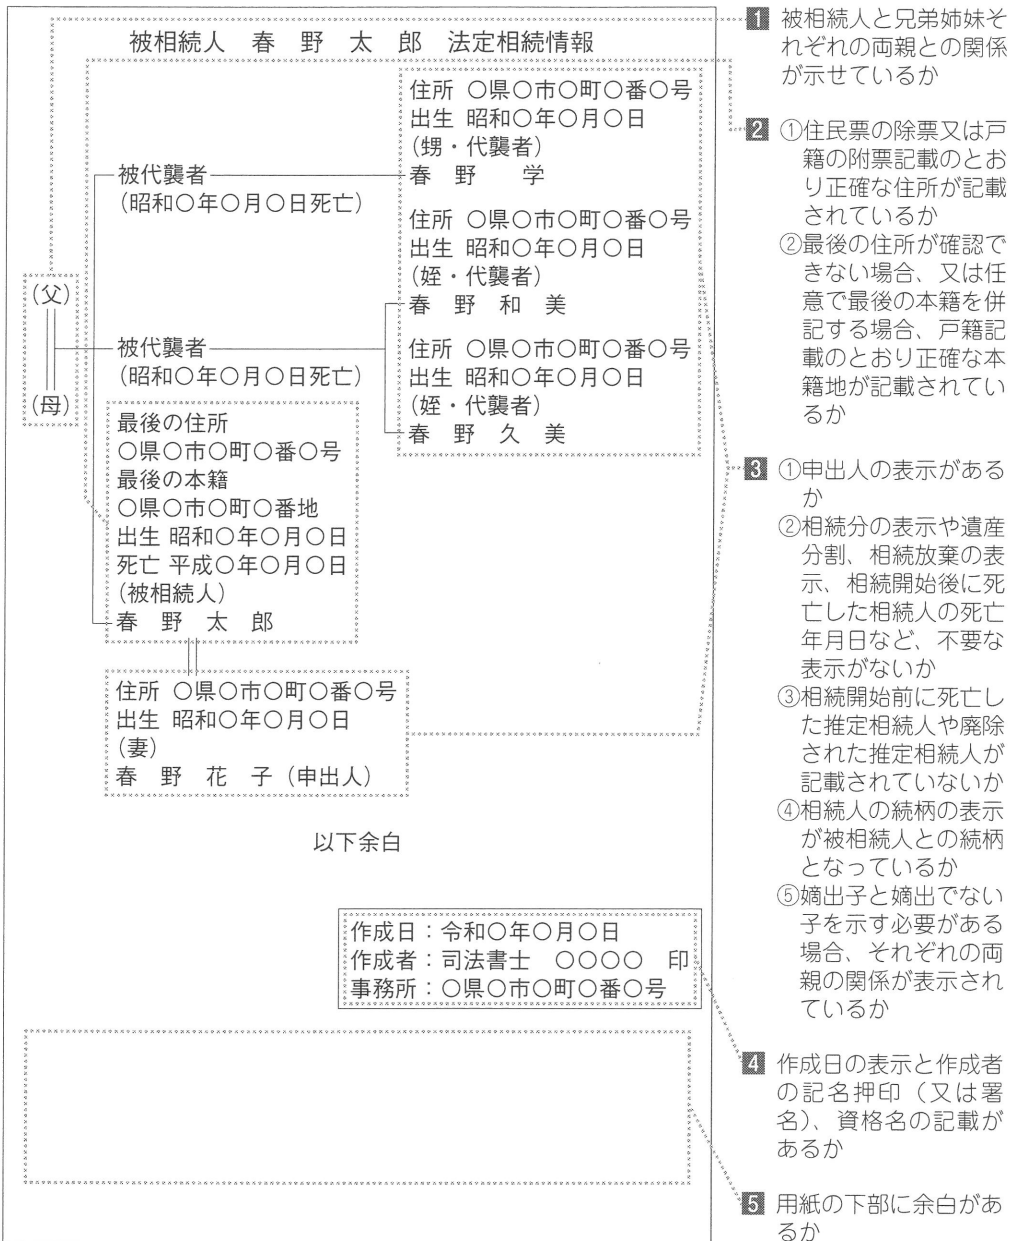 被相続人　春　野　太　郎　法定相続情報
住所 〇県〇市〇町〇番〇号
出生 昭和〇年〇月〇日
(甥・代襲者)
春　野　　学
被代襲者
(昭和〇年〇月〇日死亡)
住所 〇県〇市〇町〇番〇号
出生 昭和〇年〇月〇日
(姪・代襲者)
春　野　和　美
(父)
(母)
被代襲者
(昭和〇年〇月〇日死亡)
住所 〇県〇市〇町〇番〇号
出生 昭和〇年〇月〇日
(姪・代襲者)
春　野　久　美
最後の住所
〇県〇市〇町〇番〇号
最後の本籍
〇県〇市〇町〇番地
出生 昭和〇年〇月〇日
死亡 平成〇年〇月〇日
(被相続人)
春　野　太　郎
住所 〇県〇市〇町〇番〇号
出生 昭和〇年〇月〇日
(妻)
春　野　花　子（申出人）
以下余白
作成日：令和〇年〇月〇日
作成者：司法書士　〇〇〇〇　印
事務所：〇県〇市〇町〇番〇号
1 被相続人と兄弟姉妹そ
れぞれの両親との関係
が示せているか
2 ①住民票の除票又は戸
籍の附票記載のとお
り正確な住所が記載
されているか
②最後の住所が確認で
きない場合、又は任
意で最後の本籍を併
記する場合、戸籍記
載のとおり正確な本
籍地が記載されてい
るか
3 ①申出人の表示がある
か
②相続分の表示や遺産
分割、相続放棄の表
示、相続開始後に死
亡した相続人の死亡
年月日など、不要な
表示がないか
③相続開始前に死亡し
た推定相続人や廃除
された推定相続人が
記載されていないか
④相続人の続柄の表示
が被相続人との続柄
となっているか
⑤嫡出子と嫡出でない
子を示す必要がある
場合、それぞれの両
親の関係が表示され
ているか
4 作成日の表示と作成者
の記名押印（又は署
名）、資格名の記載が
あるか
5 用紙の下部に余白があ
るか